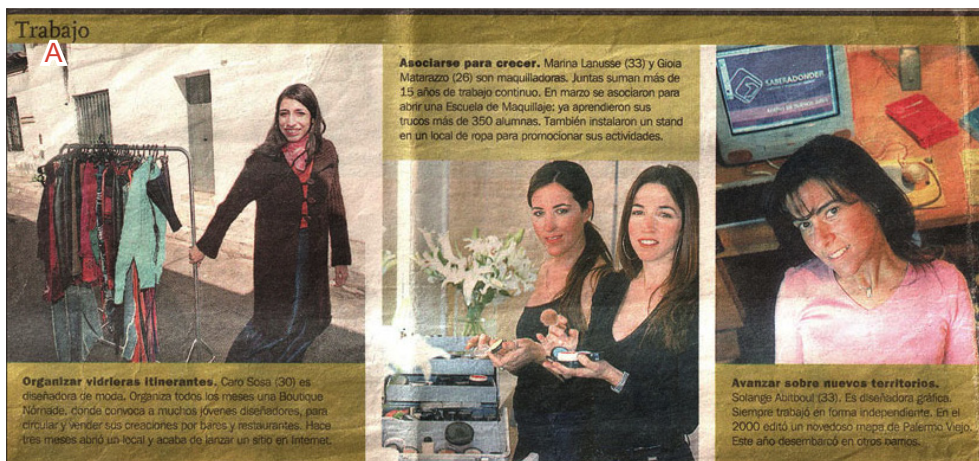 Trabajo
A
Organizar vidrieras itinerantes. Caro Sosa (30) es
diseñadora de moda. Organiza todos los meses una Boutique
Nómade, donde convoca a muchos jóvenes diseñadores, para
circular y vender sus creaciones por bares y restaurantes. Hace
tres meses abrió un local y acaba de lanzar un sitio en Internet.
Asociarse para crecer. Marina Lanusse (33) y Gioia
Matarazzo (26) son maquilladoras. Juntas suman más de
15 años de trabajo continuo. En marzo se asociaron para
abrir una Escuela de Maquillaje; ya aprendieron sus
trucos más de 350 alumnas. También instalaron un stand
en un local de ropa para promocionar sus actividades.
SABERADONDE
Avanzar sobre nuevos territorios.
Solange Abitboul (33). Es diseñadora gráfica.
Siempre trabajó en forma independiente. En el
2000 editó un novedoso mapa de Palermo Viejo.
Este año desembarcó en otros barrios.